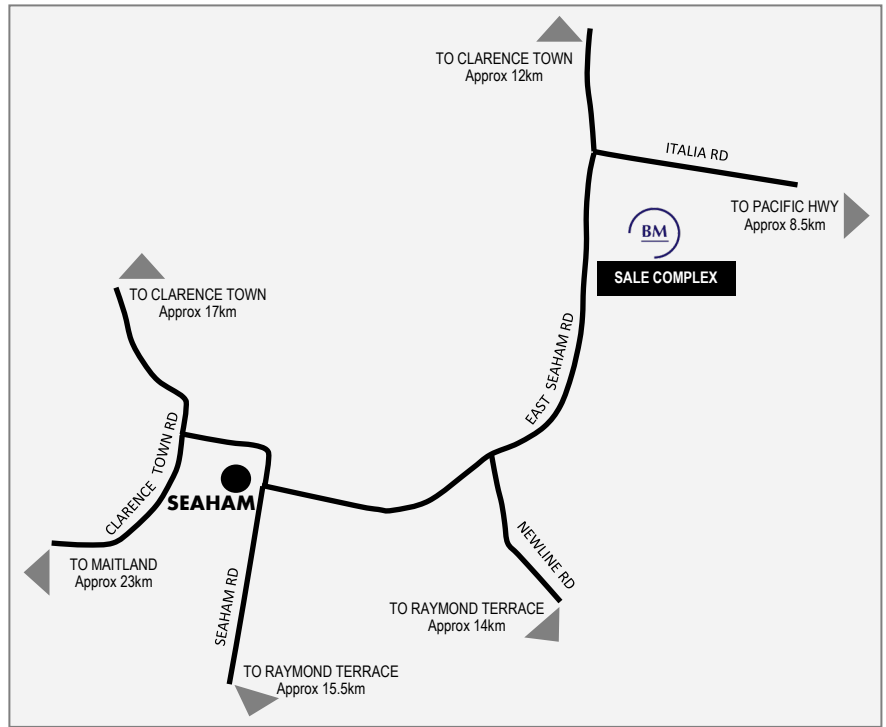 TO CLARENCE TOWN
Approx 12km
ITALIA RD
TO PACIFIC HWY
Approx 8.5km
BM
SALE COMPLEX
TO CLARENCE TOWN
Approx 17km
EAST SEAHAM RD
CLARENCE TOWN RD
SEAHAM
TO MAITLAND
Approx 23km
SEAHAM RD
NEWLINE RD
TO RAYMOND TERRACE
Approx 14km
TO RAYMOND TERRACE
Approx 15.5km